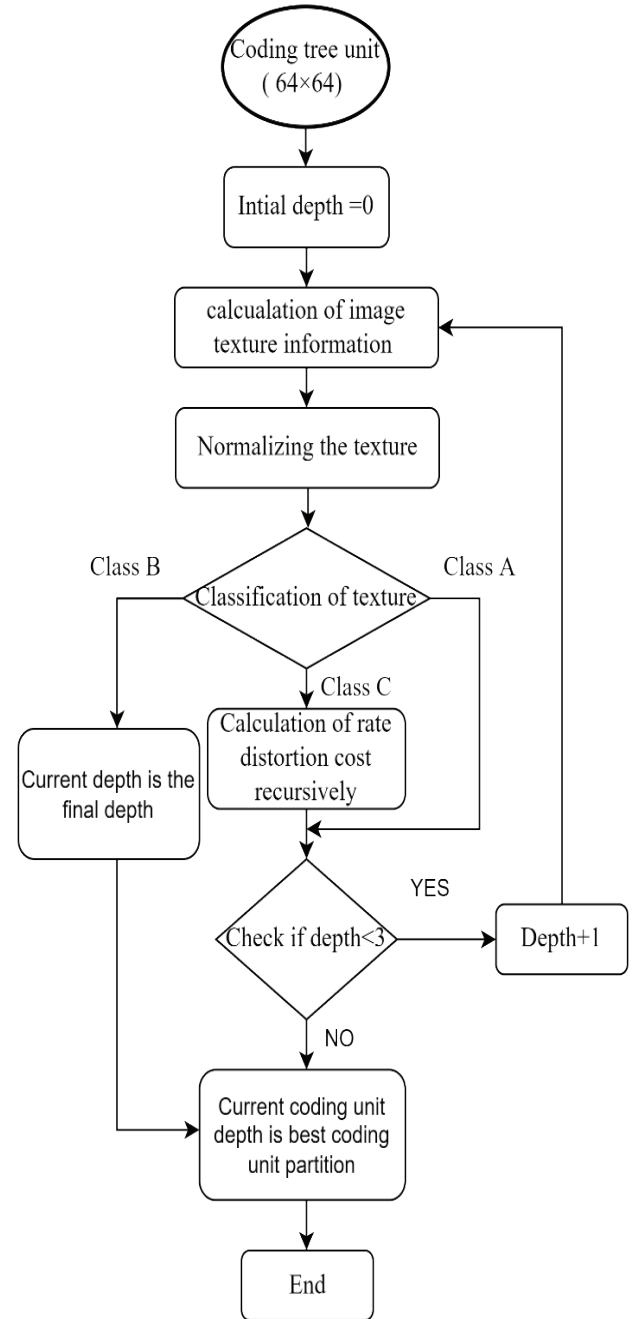 Coding tree unit
( 64×64)
Intial depth =0
calcualation of image
texture information
Normalizing the texture
Class B
Class A
Classification of texture
Class C
Calculation of rate
distortion cost
recursively
Current depth is the
final depth
YES
Check if depth<3
Depth+1
NO
Current coding unit
depth is best coding
unit partition
End